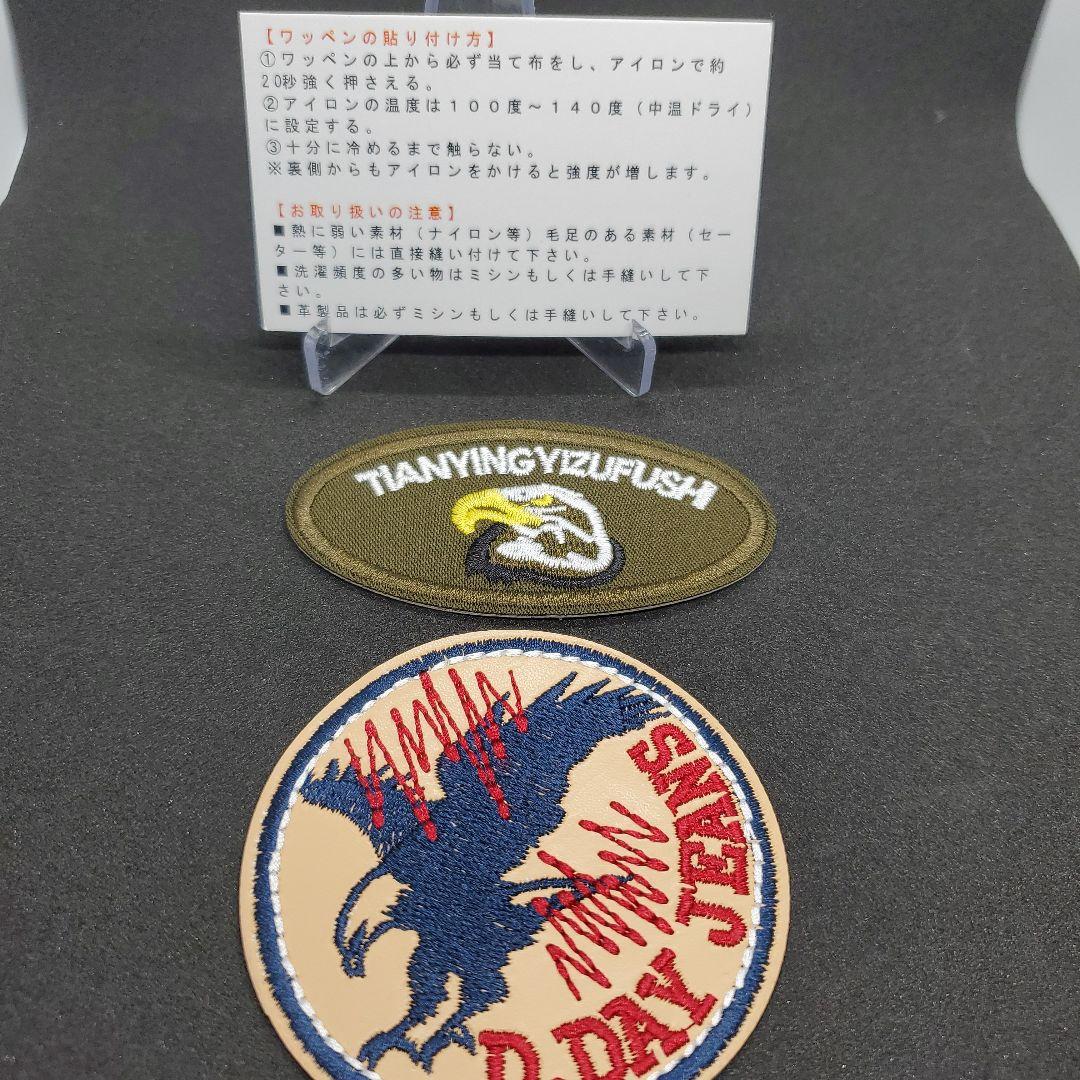 【ワッペンの貼り付け方】
①ワッペンの上から必ず当て布をし、アイロンで約
20秒強く押さえる。
②アイロンの温度は１００度～１４０度（中温ドライ）
に設定する。
③十分に冷めるまで触らない。
※裏側からもアイロンをかけると強度が増します。
【お取り扱いの注意】
■熱に弱い素材（ナイロン等）毛足のある素材（セー
ター等）には直接縫い付けて下さい。
■洗濯頻度の多い物はミシンもしくは手縫いして下
さい。
■革製品は必ずミシンもしくは手縫いして下さい。
TIANYINGYIZUFUSHI
D.DAY JEANS